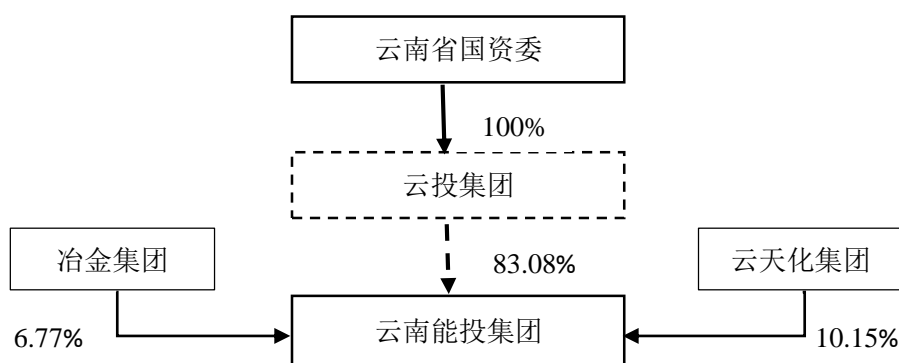 云南省国资委
100%
云投集团
冶金集团
83.08%
云天化集团
6.77%
云南能投集团
10.15%